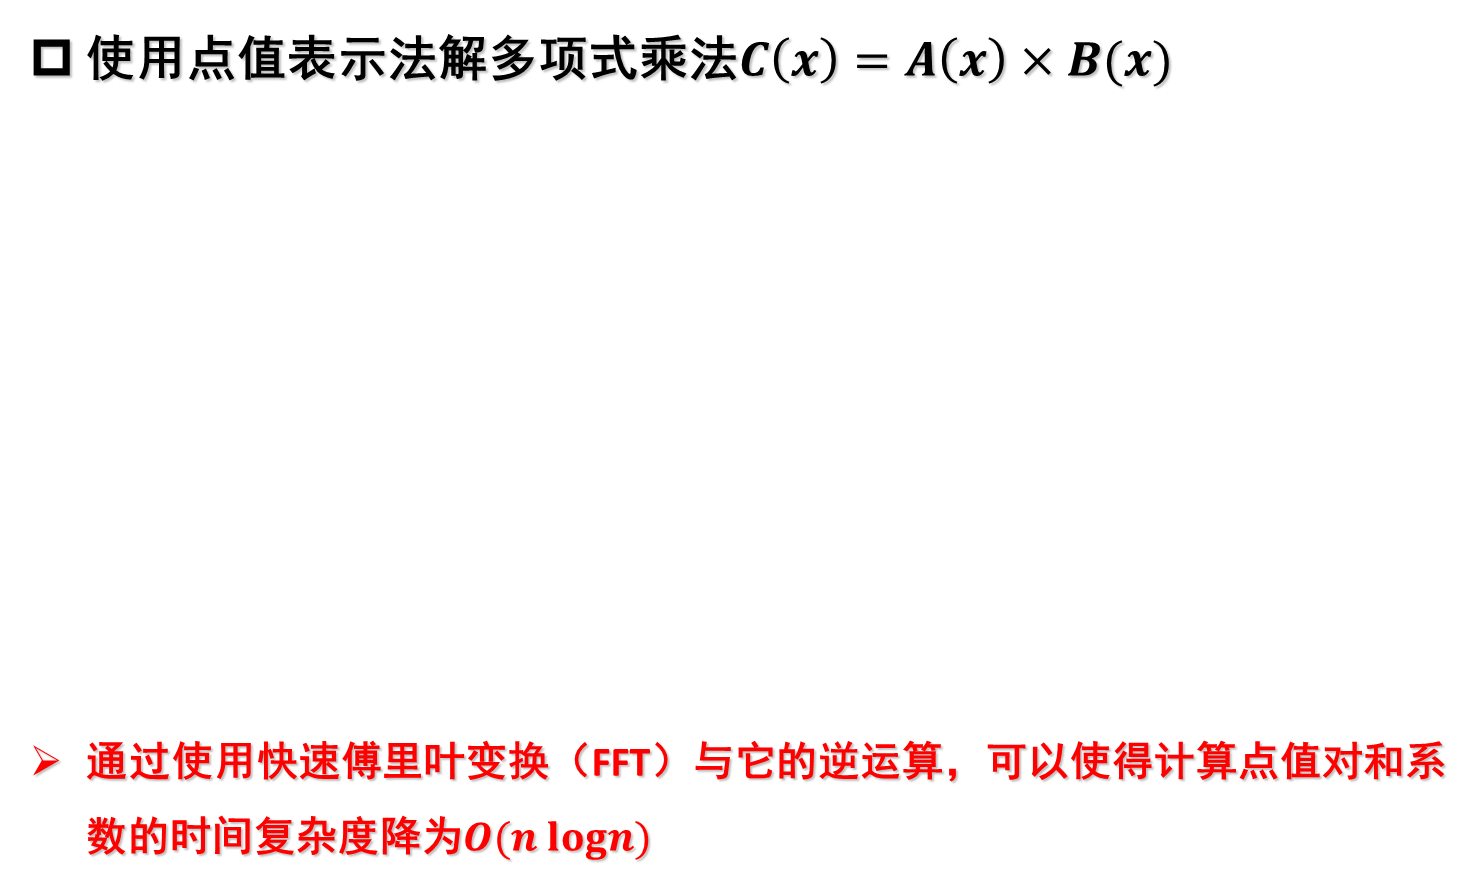 使用点值表示法解多项式乘法C(x) = A(x) × B(x)
通过使用快速傅里叶变换（FFT）与它的逆运算，可以使得计算点值对和系
数的时间复杂度降为O(n logn)